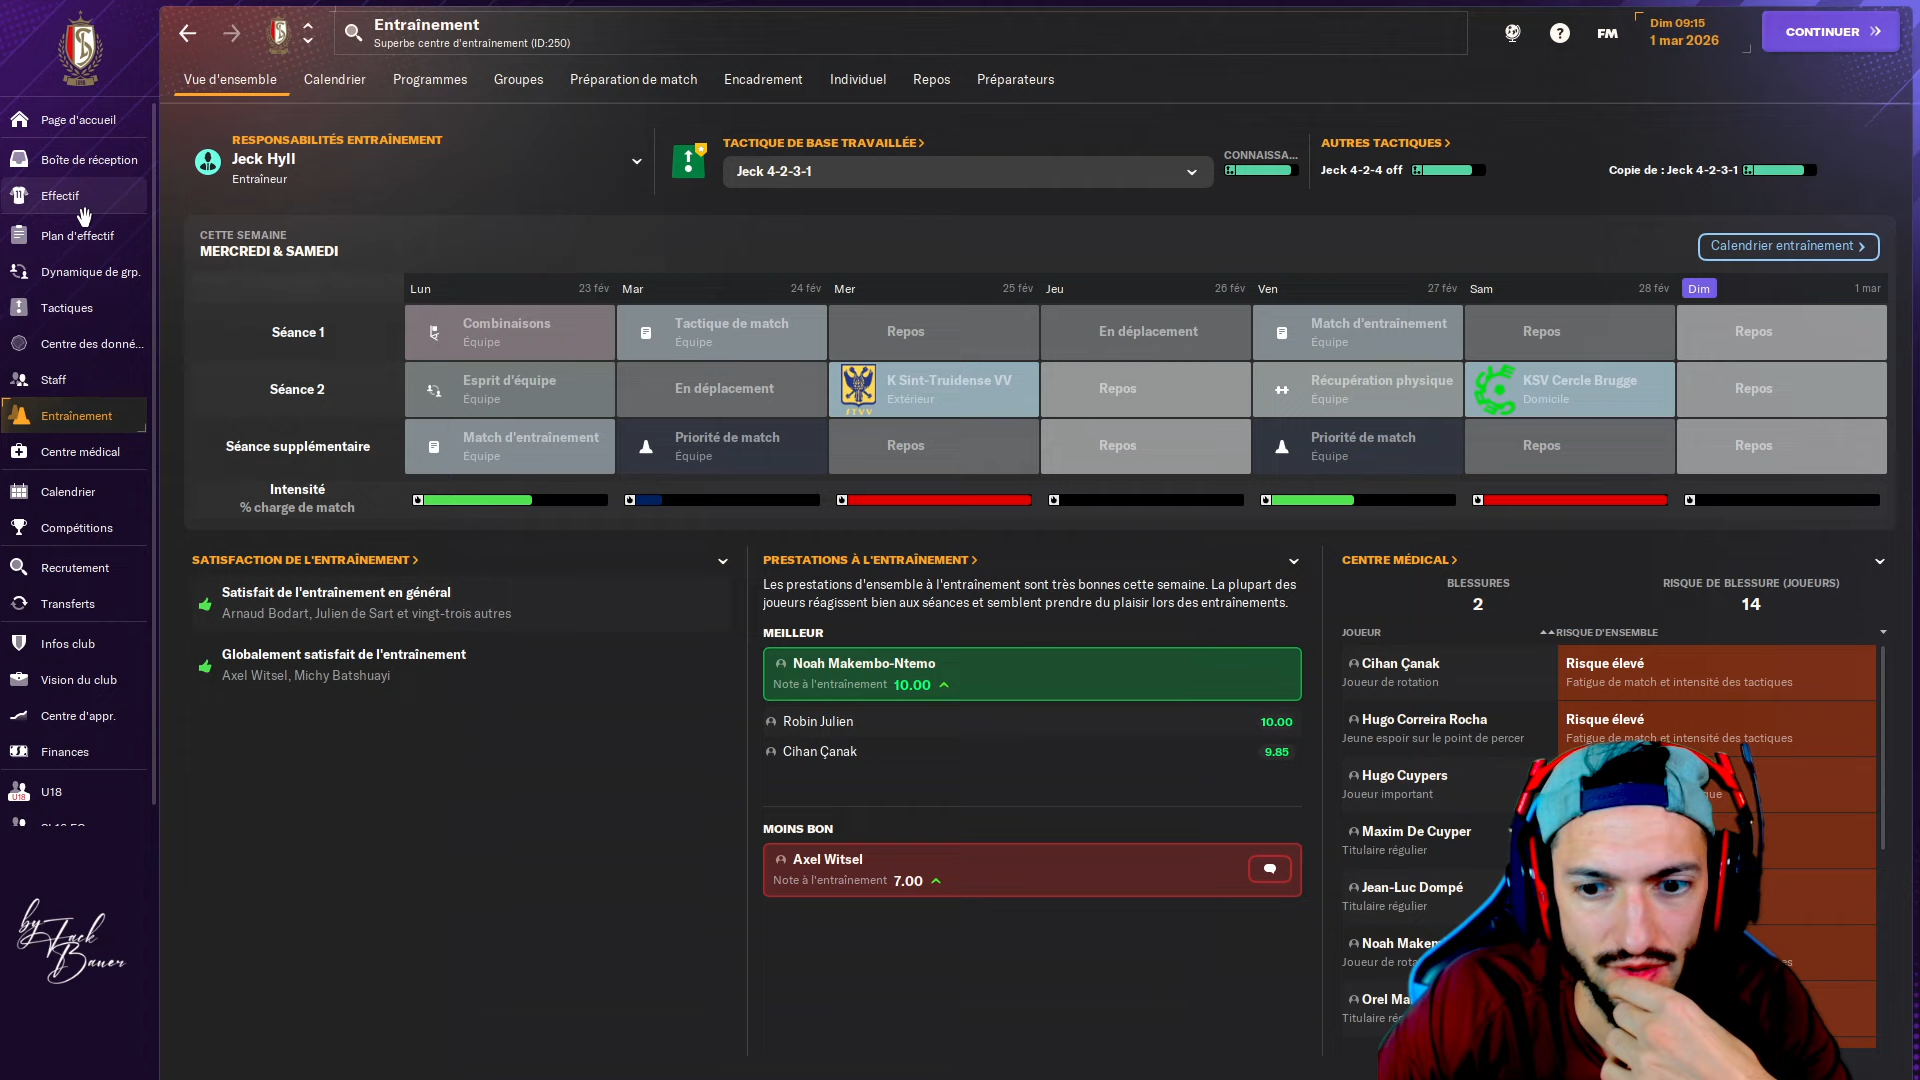 Entraînement
Superbe centre d'entraînement (ID:250)
FM
Dim 09:15
1 mar 2026
CONTINUER
Vue d'ensemble
Calendrier
Programmes
Groupes
Préparation de match
Encadrement
Individuel
Repos
Préparateurs
Page d'accueil
Boîte de réception
Effectif
Plan d'effectif
Dynamique de grp.
Tactiques
Centre des donné...
Staff
Entraînement
Centre médical
Calendrier
Compétitions
Recrutement
Transferts
Infos club
Vision du club
Centre d'appr.
Finances
U18
by Jack
Bauer
RESPONSABILITÉS ENTRAÎNEMENT
Jeck Hyll
Entraîneur
TACTIQUE DE BASE TRAVAILLÉE >
Jeck 4-2-3-1
CONNAISSA...
AUTRES TACTIQUES >
Jeck 4-2-4 off
Copie de : Jeck 4-2-3-1
CETTE SEMAINE
MERCREDI & SAMEDI
Calendrier entraînement >
Lun 23 fév Mar 24 fév Mer 25 fév Jeu 26 fév Ven 27 fév Sam 28 fév Dim 1 mar
Séance 1
Combinaisons
Équipe
Tactique de match
Équipe
Repos
En déplacement
Match d'entraînement
Équipe
Repos
Repos
Séance 2
Esprit d'équipe
Équipe
En déplacement
STVV
K Sint-Truidense VV
Extérieur
Repos
Récupération physique
Équipe
KSV Cercle Brugge
Domicile
Repos
Séance supplémentaire
Match d'entraînement
Équipe
Priorité de match
Équipe
Repos
Repos
Priorité de match
Équipe
Repos
Repos
Intensité
% charge de match
SATISFACTION DE L'ENTRAÎNEMENT >
Satisfait de l'entraînement en général
Arnaud Bodart, Julien de Sart et vingt-trois autres
Globalement satisfait de l'entraînement
Axel Witsel, Michy Batshuayi
PRESTATIONS À L'ENTRAÎNEMENT >
Les prestations d'ensemble à l'entraînement sont très bonnes cette semaine. La plupart des
joueurs réagissent bien aux séances et semblent prendre du plaisir lors des entraînements.
MEILLEUR
Noah Makembo-Ntemo
Note à l'entraînement 10.00
Robin Julien 10.00
Cihan Çanak 9.85
MOINS BON
Axel Witsel
Note à l'entraînement 7.00
CENTRE MÉDICAL >
BLESSURES
2
RISQUE DE BLESSURE (JOUEURS)
14
JOUEUR
RISQUE D'ENSEMBLE
Cihan Çanak
Joueur de rotation
Risque élevé
Fatigue de match et intensité des tactiques
Hugo Correira Rocha
Jeune espoir sur le point de percer
Risque élevé
Fatigue de match et intensité des tactiques
Hugo Cuypers
Joueur important
Maxim De Cuyper
Titulaire régulier
Jean-Luc Dompé
Titulaire régulier
Noah Makem
Joueur de rota
Orel Ma
Titulaire ré